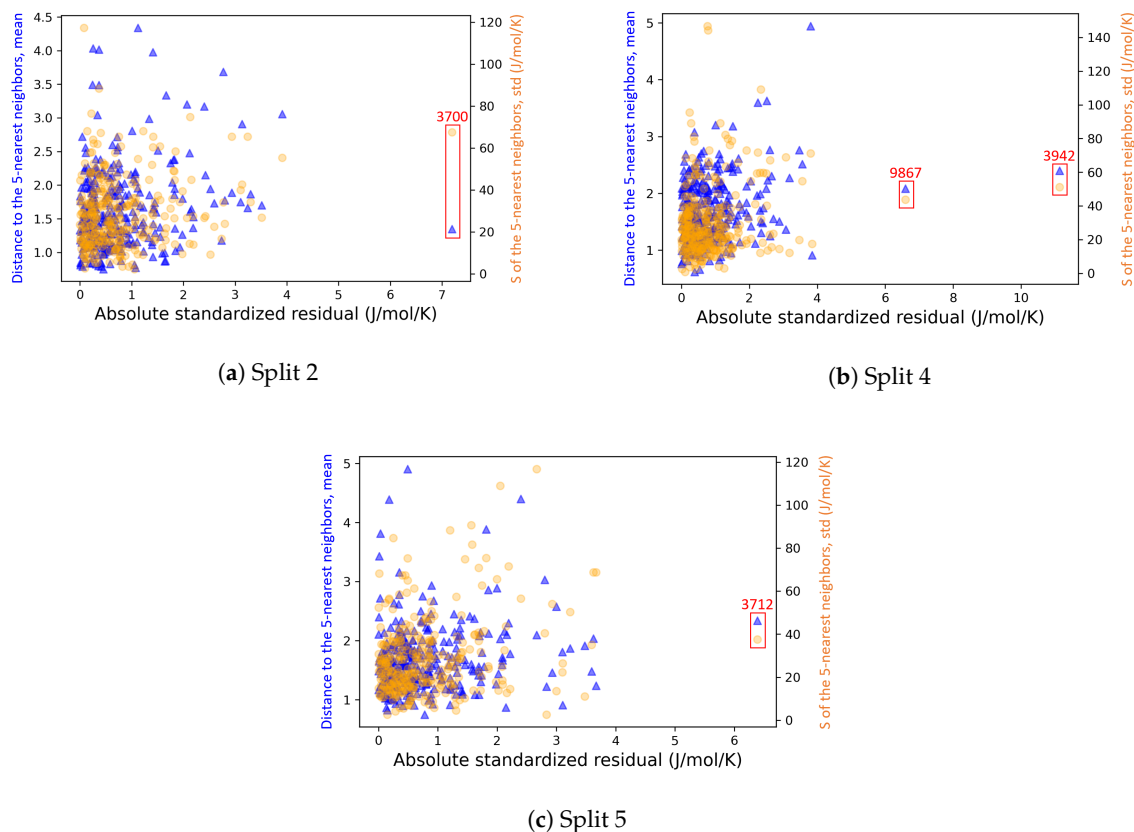 Distance to the 5-nearest neighbors, mean
4.5
4.0
3.5
3.0
2.5
2.0
1.5
1.0
0 1 2 3 4 5 6 7
Absolute standardized residual (J/mol/K)
120
100
80
60
40
20
0
S of the 5-nearest neighbors, std (J/mol/K)
3700
(a) Split 2
Distance to the 5-nearest neighbors, mean
5
4
3
2
1
0 2 4 6 8 10
Absolute standardized residual (J/mol/K)
140
120
100
80
60
40
20
0
S of the 5-nearest neighbors, std (J/mol/K)
9867
3942
(b) Split 4
Distance to the 5-nearest neighbors, mean
5
4
3
2
1
0 1 2 3 4 5 6
Absolute standardized residual (J/mol/K)
120
100
80
60
40
20
0
S of the 5-nearest neighbors, std (J/mol/K)
3712
(c) Split 5